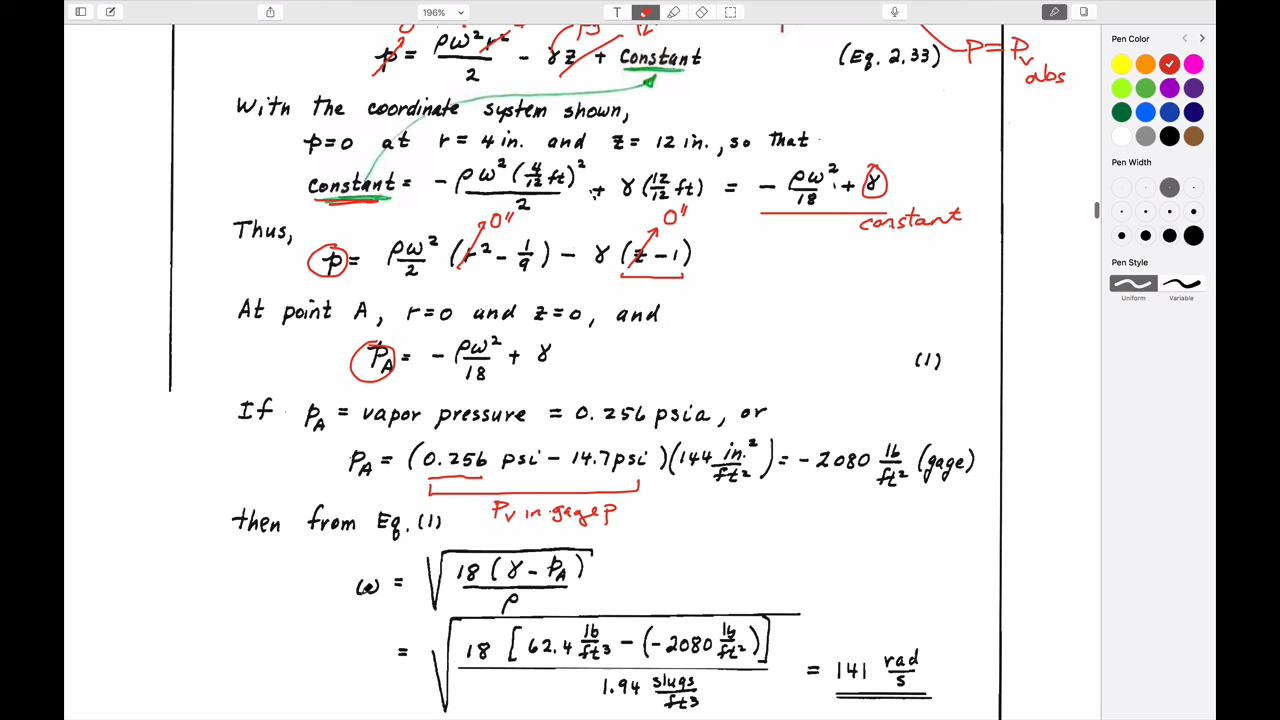 196%
T
p = ρω²r²/2 - γz + Constant (Eq. 2.33)
P = Pv abs
With the coordinate system shown,
p=0 at r = 4 in. and z = 12 in., so that
constant = - ρω²(4/12 ft)²/2 + γ(12/12 ft) = - ρω²/18 + γ
constant
Thus,
0"
0"
p = ρω²/2 (r² - 1/9) - γ(z - 1)
At point A, r=0 and z=0, and
pA = - ρω²/18 + γ (1)
If pA = vapor pressure = 0.256 psia, or
pA = (0.256 psi - 14.7psi)(144 in.²/ft²) = -2080 lb/ft² (gage)
Pv in gage p
then from Eq. (1)
ω = √(18(γ - pA)/ρ)
= √(18[62.4 lb/ft3 - (-2080 lb/ft²)]/1.94 slugs/ft3) = 141 rad/s
Pen Color
Pen Width
Pen Style
Uniform
Variable